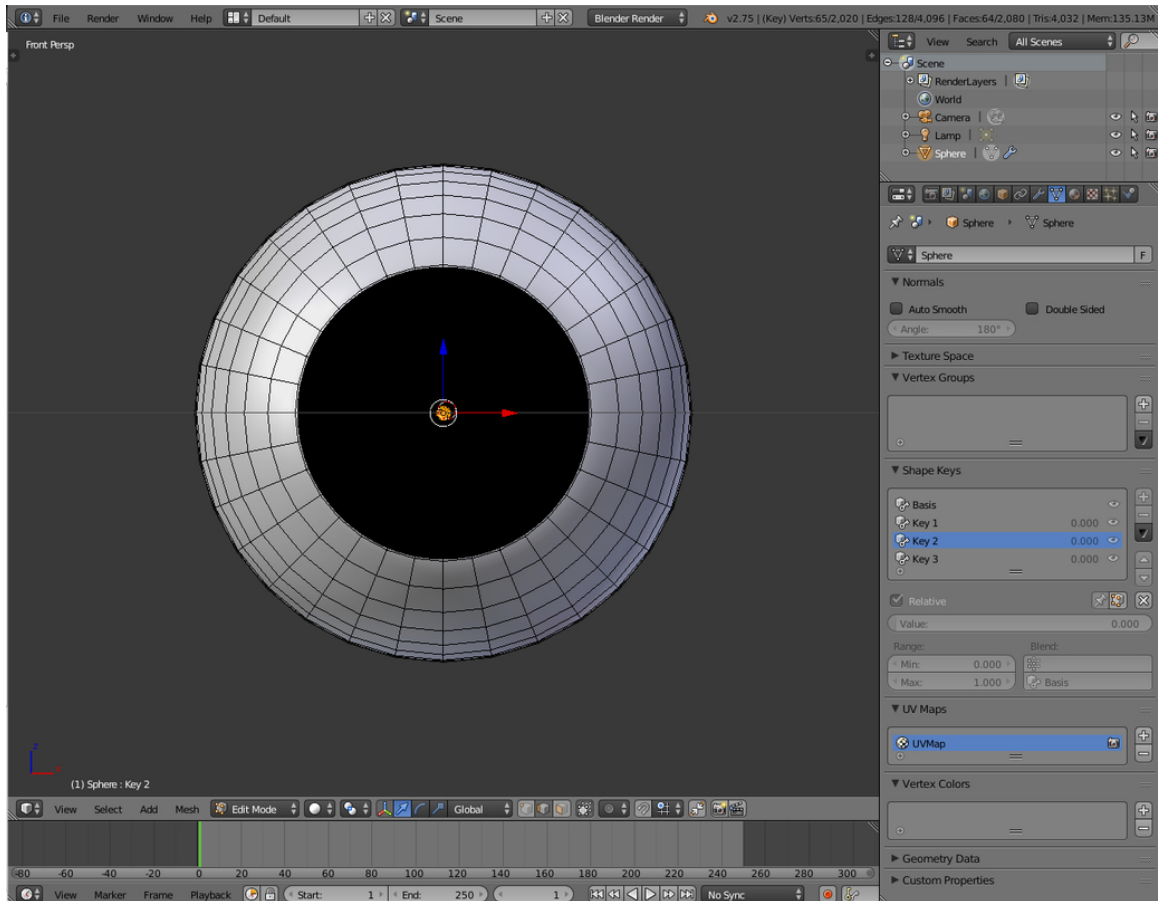 File Render Window Help Default Scene Blender Render v2.75 | (Key) Verts:65/2,020 | Edges:128/4,096 | Faces:64/2,080 | Tris:4,032 | Mem:135.13M
Front Persp
View Search All Scenes
Scene
RenderLayers |
World
Camera |
Lamp |
Sphere |
Sphere Sphere
Sphere F
Normals
Auto Smooth Double Sided
Angle: 180°
Texture Space
Vertex Groups
Shape Keys
Basis
Key 1 0.000
Key 2 0.000
Key 3 0.000
Relative
Value: 0.000
Range: Blend:
Min: 0.000
Max: 1.000 Basis
UV Maps
UVMap
Vertex Colors
Geometry Data
Custom Properties
z
x
(1) Sphere : Key 2
View Select Add Mesh Edit Mode Global
-80 -60 -40 -20 0 20 40 60 80 100 120 140 160 180 200 220 240 260 280 300
View Marker Frame Playback Start: 1 End: 250 1 No Sync